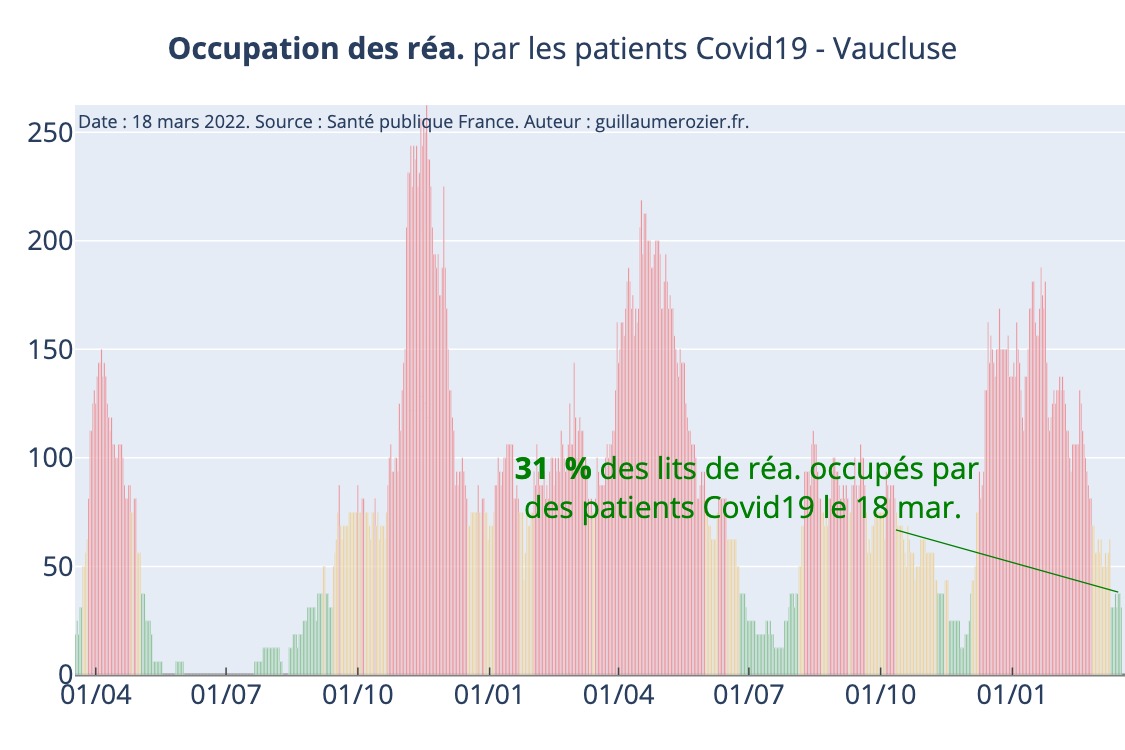 Occupation des réa. par les patients Covid19 - Vaucluse
Date : 18 mars 2022. Source : Santé publique France. Auteur : guillaumerozier.fr.
250
200
150
100
50
0
31 % des lits de réa. occupés par
des patients Covid19 le 18 mar.
01/04 01/07 01/10 01/01 01/04 01/07 01/10 01/01